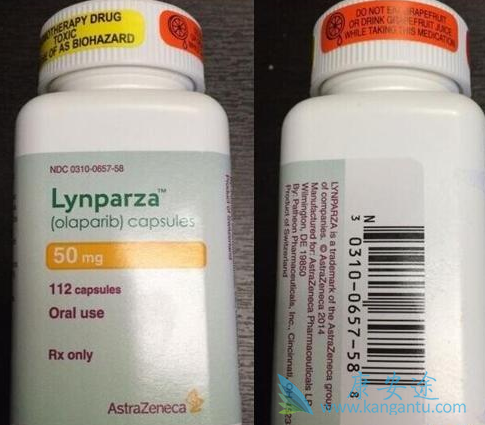 CHEMOTHERAPY DRUG
TOXIC
OF AS BIOHAZARD
NDC 0310-0657-58
Lynparza™
(olaparib) capsules
50 mg
112 capsules
Oral use
Rx only
AstraZeneca
Product of Switzerland
DO NOT EAT GRAPEFRUIT
OR DRINK GRAPEFRUIT JUICE
WHILE TAKING THIS MEDICATION
LYNPARZA is a trademark of the AstraZeneca group
of companies. © AstraZeneca 2014
Manufactured for: AstraZeneca Pharmaceuticals LP
Wilmington, DE 19850
By: Patheon Pharmaceuticals, Inc., Cincinnati, OH
Product of Switzerland
N
3 0310-0657-58 8
康安途
www.kangantu.com